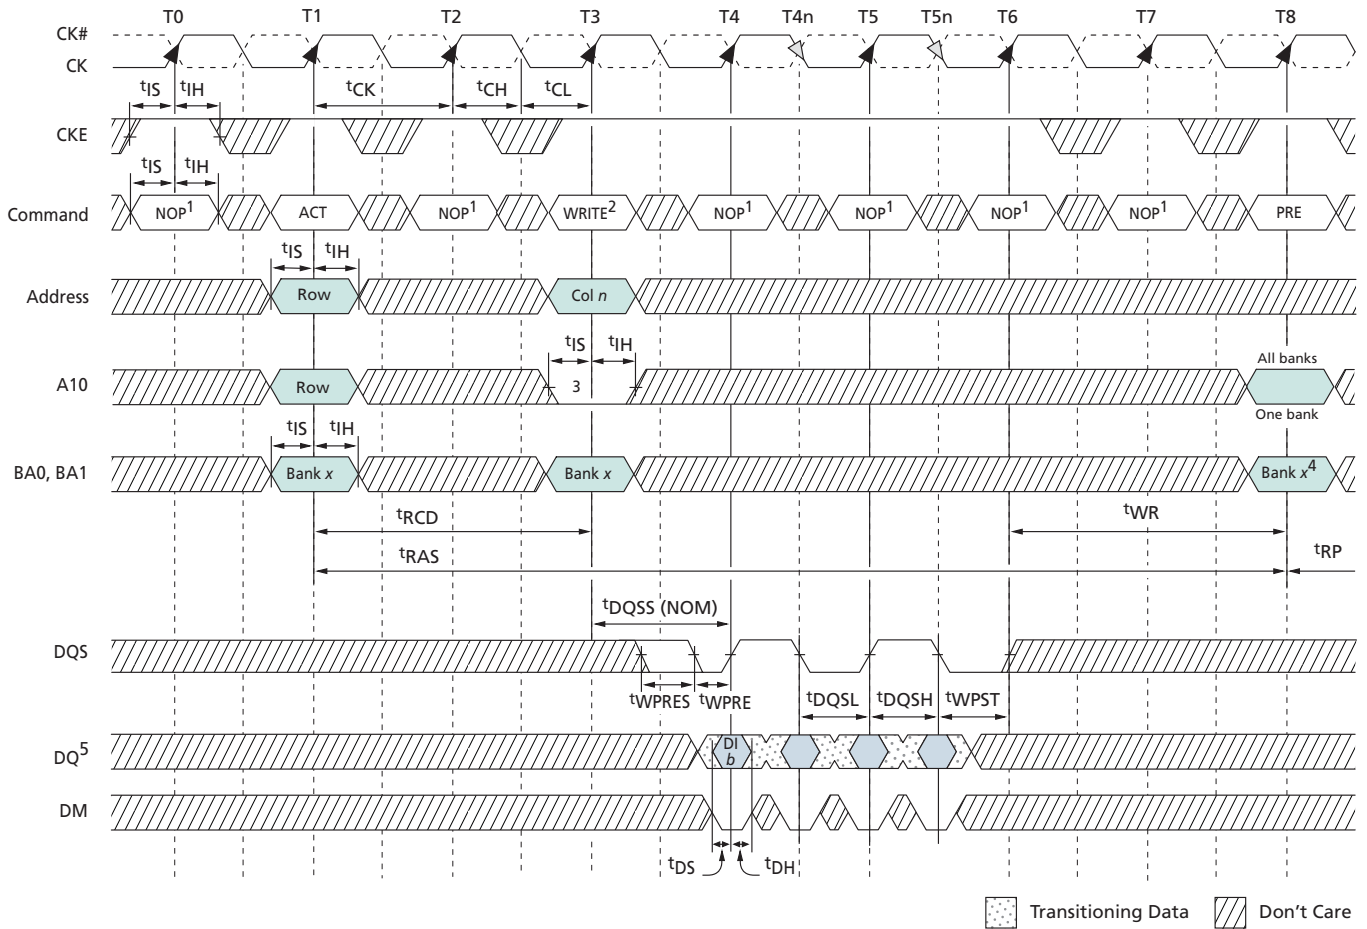 T0 T1 T2 T3 T4 T4n T5 T5n T6 T7 T8
CK#
CK
tIS tIH tCK tCH tCL
CKE
tIS tIH
Command NOP1 ACT NOP1 WRITE2 NOP1 NOP1 NOP1 NOP1 PRE
tIS tIH
Address Row Col n
tIS tIH
All banks
A10 Row 3
One bank
tIS tIH
BA0, BA1 Bank x Bank x Bank x4
tRCD tWR
tRAS tRP
tDQSS (NOM)
DQS
tWPRES tWPRE tDQSL tDQSH tWPST
DQ5 DI
b
DM
tDS tDH
Transitioning Data Don't Care